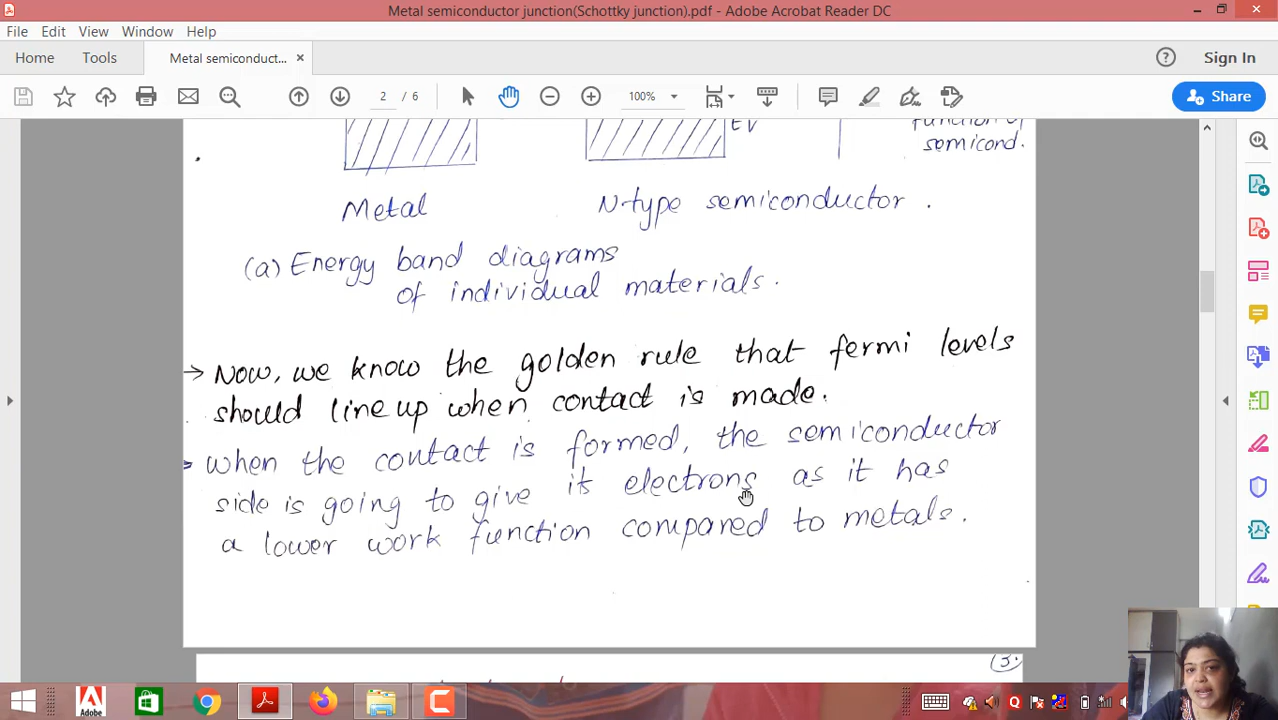 Metal semiconductor junction(Schottky junction).pdf - Adobe Acrobat Reader DC
File Edit View Window Help
Home Tools Metal semiconduct... × Sign In
2 / 6 100% Share
function of
EV
semicond.
Metal
N-type semiconductor.
(a) Energy band diagrams
of individual materials.
→ Now, we know the golden rule that fermi levels
should line up when contact is made.
when the contact is formed, the semiconductor
side is going to give its electrons as it has
a lower work function compared to metals.
(3)
Adobe